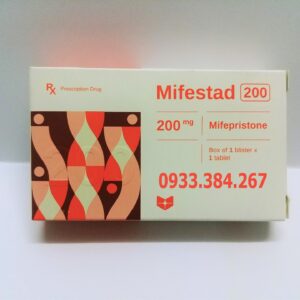 Rx Prescription Drug
Mifestad 200
200 mg Mifepristone
Box of 1 blister x
1 tablet
0933.384.267